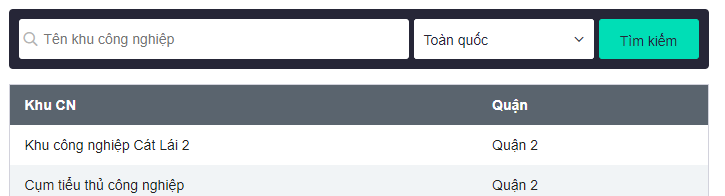 Tên khu công nghiệp Toàn quốc Tìm kiếm
Khu CN Quận
Khu công nghiệp Cát Lái 2 Quận 2
Cụm tiểu thủ công nghiệp Quận 2